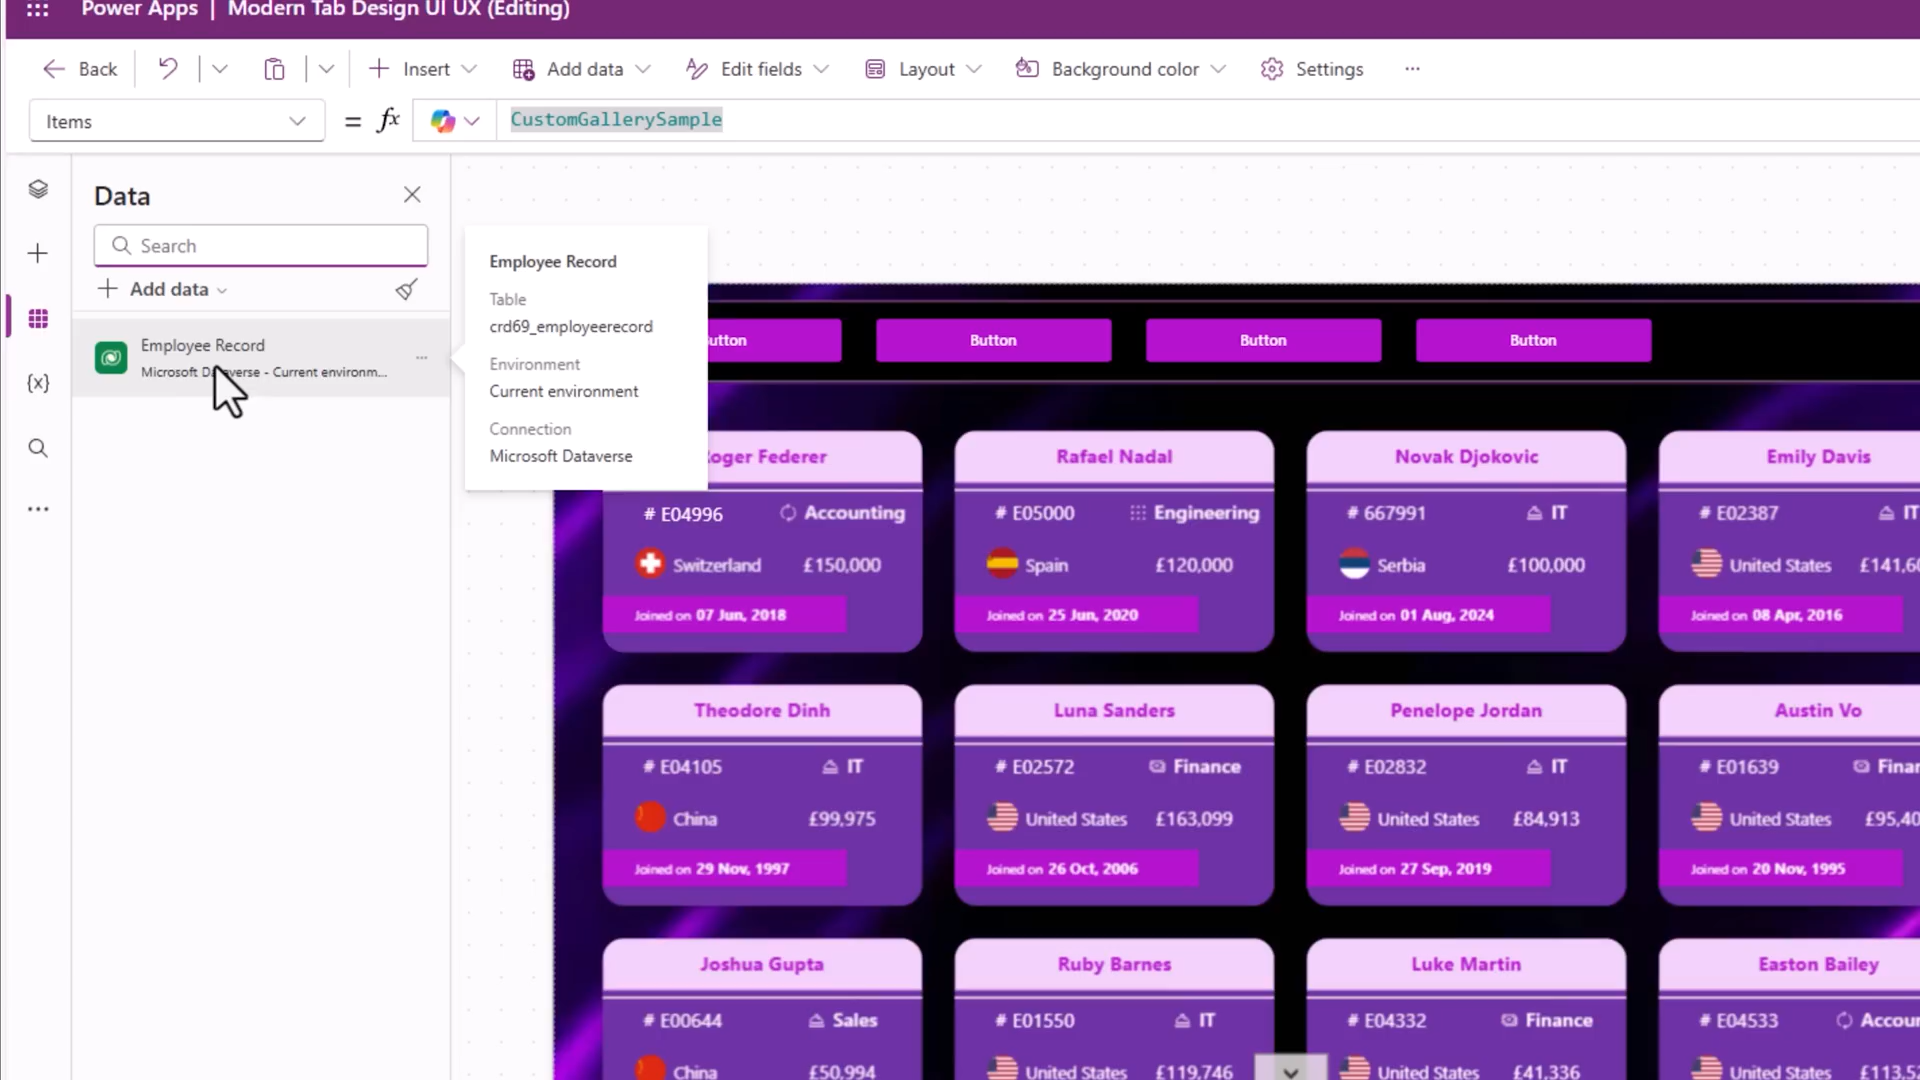 Power Apps | Modern Tab Design UI UX (Editing)
Back Insert Add data Edit fields Layout Background color Settings ...
Items = fx CustomGallerySample
Data
Search
Add data
Employee Record
Microsoft Dataverse - Current environm...
...
{x}
...
Employee Record
Table
crd69_employeerecord
Environment
Current environment
Connection
Microsoft Dataverse
Button Button Button
Federer Rafael Nadal Novak Djokovic Emily Davis
# E04996 Accounting # E05000 Engineering # 667991 IT # E02387 IT
Switzerland £150,000 Spain £120,000 Serbia £100,000 United States
Joined on 07 Jun, 2018 Joined on 25 Jun, 2020 Joined on 01 Aug, 2024 Joined on 08 Apr, 2016
Theodore Dinh Luna Sanders Penelope Jordan Austin Vo
# E04105 IT # E02572 Finance # E02832 IT # E01639
China £99,975 United States £163,099 United States £84,913 United States
Joined on 29 Nov, 1997 Joined on 26 Oct, 2006 Joined on 27 Sep, 2019 Joined on 20 Nov, 1995
Joshua Gupta Ruby Barnes Luke Martin Easton Bailey
# E00644 Sales # E01550 IT # E04332 Finance # E04533
China £50,994 United States £119,746 United States £41,336 United States